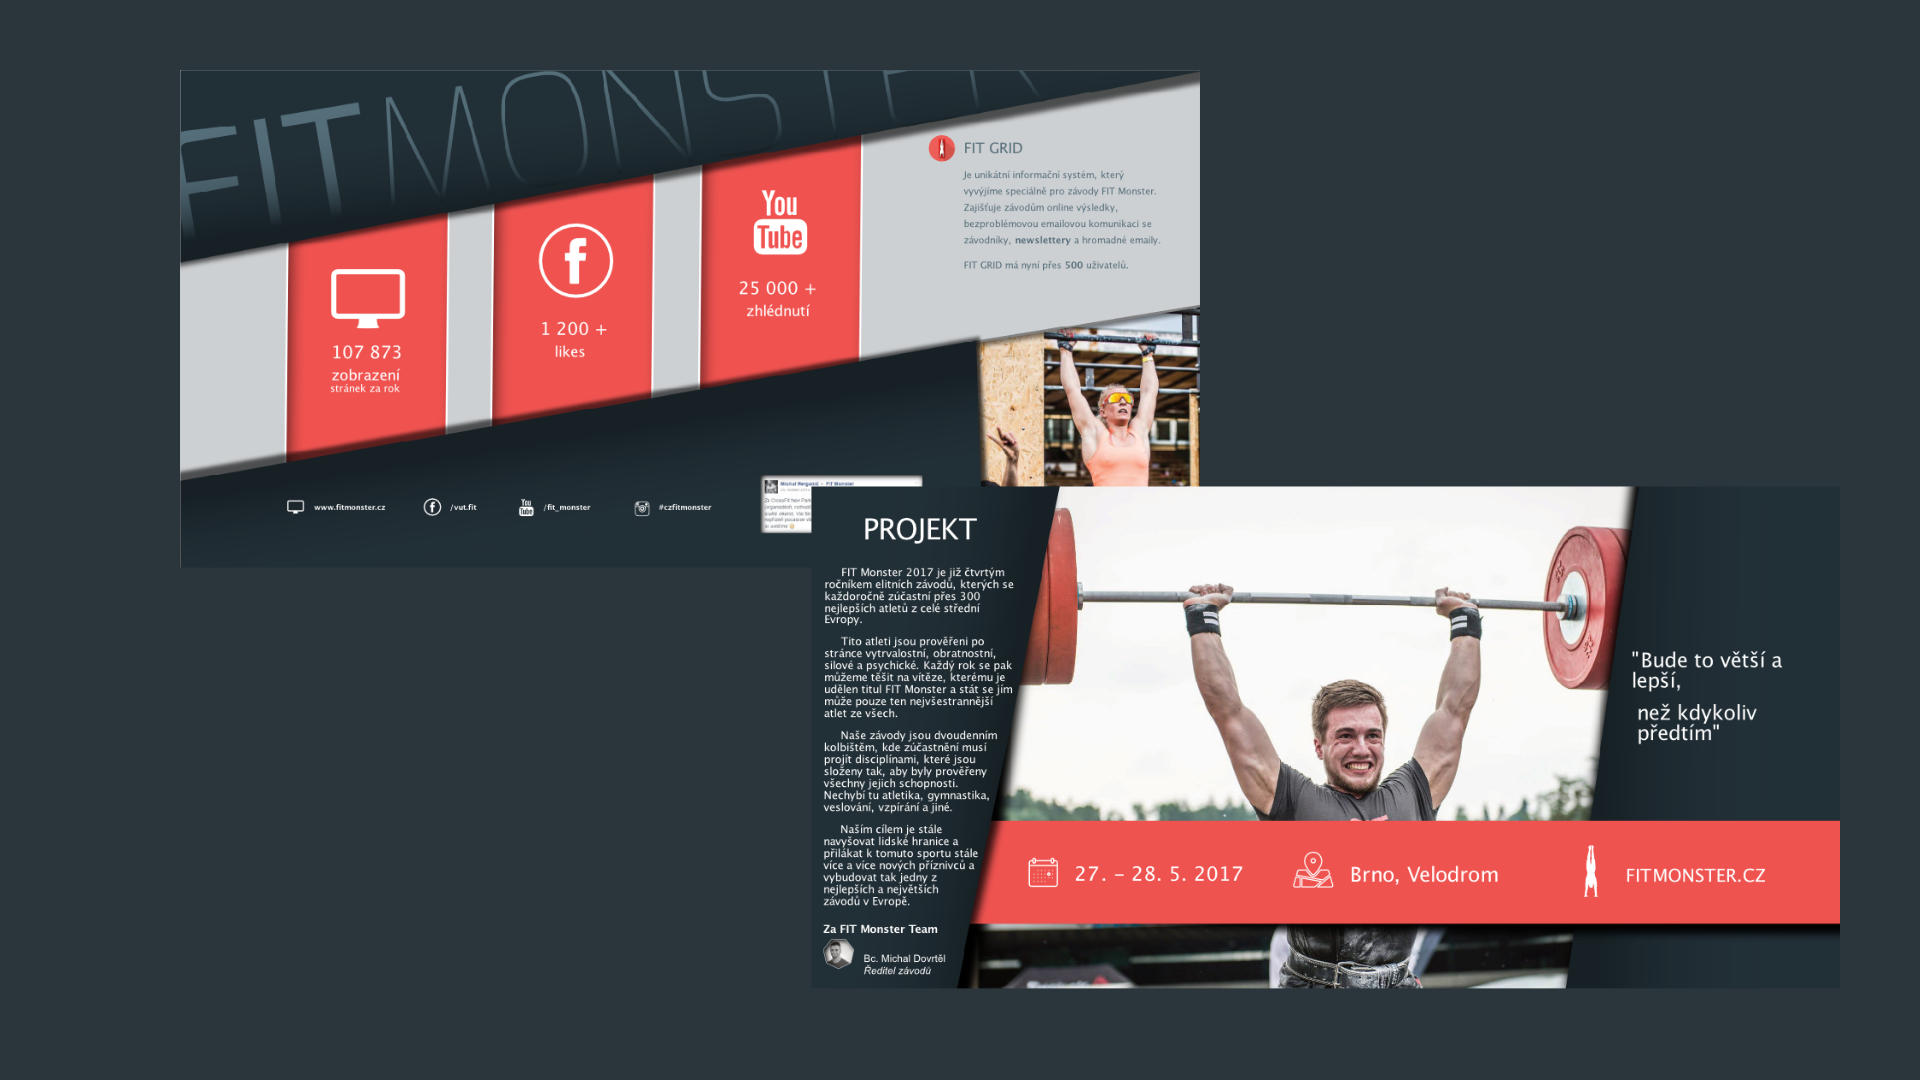 FITMONSTER
107 873
zobrazení
stránek za rok
1 200 +
likes
You
Tube
25 000 +
zhlédnutí
FIT GRID
Je unikátní informační systém, který
vyvýjíme speciálně pro závody FIT Monster.
Zajišťuje závodům online výsledky,
bezproblémovou emailovou komunikaci se
závodníky, newslettery a hromadné emaily.
FIT GRID má nyní přes 500 uživatelů.
www.fitmonster.cz
/vut.fit
You
Tube
/fit_monster
#czfitmonster
PROJEKT
FIT Monster 2017 je již čtvrtým
ročníkem elitních závodů, kterých se
každoročně zúčastní přes 300
nejlepších atletů z celé střední
Evropy.
Tito atleti jsou prověřeni po
stránce vytrvalostní, obratnostní,
silové a psychické. Každý rok se pak
můžeme těšit na vítěze, kterému je
udělen titul FIT Monster a stát se jím
může pouze ten nejvšestrannější
atlet ze všech.
Naše závody jsou dvoudenním
kolbištěm, kde zúčastnění musí
projít disciplínami, které jsou
složeny tak, aby byly prověřeny
všechny jejich schopnosti.
Nechybí tu atletika, gymnastika,
veslování, vzpírání a jiné.
Naším cílem je stále
navyšovat lidské hranice a
přilákat k tomuto sportu stále
více a více nových příznivců a
vybudovat tak jedny z
nejlepších a největších
závodů v Evropě.
Za FIT Monster Team
Bc. Michal Dovrtěl
Ředitel závodů
"Bude to větší a
lepší,
než kdykoliv
předtím"
27. – 28. 5. 2017
Brno, Velodrom
FITMONSTER.CZ